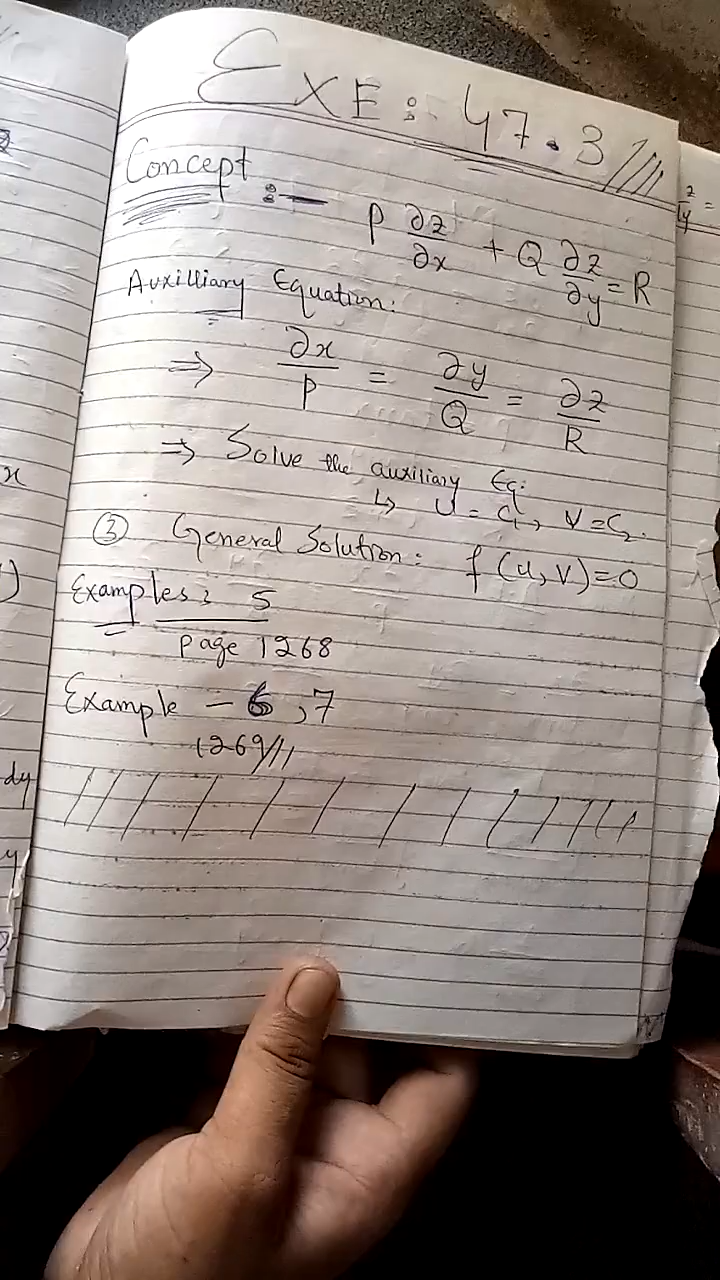 EXE:- 47.3
Concept :- P ∂z/∂x + Q ∂z/∂y = R
Auxilliary Equation:
⇒ ∂x/P = ∂y/Q = ∂z/R
⇒ Solve the auxiliary Eq:
↳ U = C₁, V = C₂.
③ General Solution: f(u,v)=0
Examples: 5
Page 1268
Example - 6,7
1269
x
)
dy
y